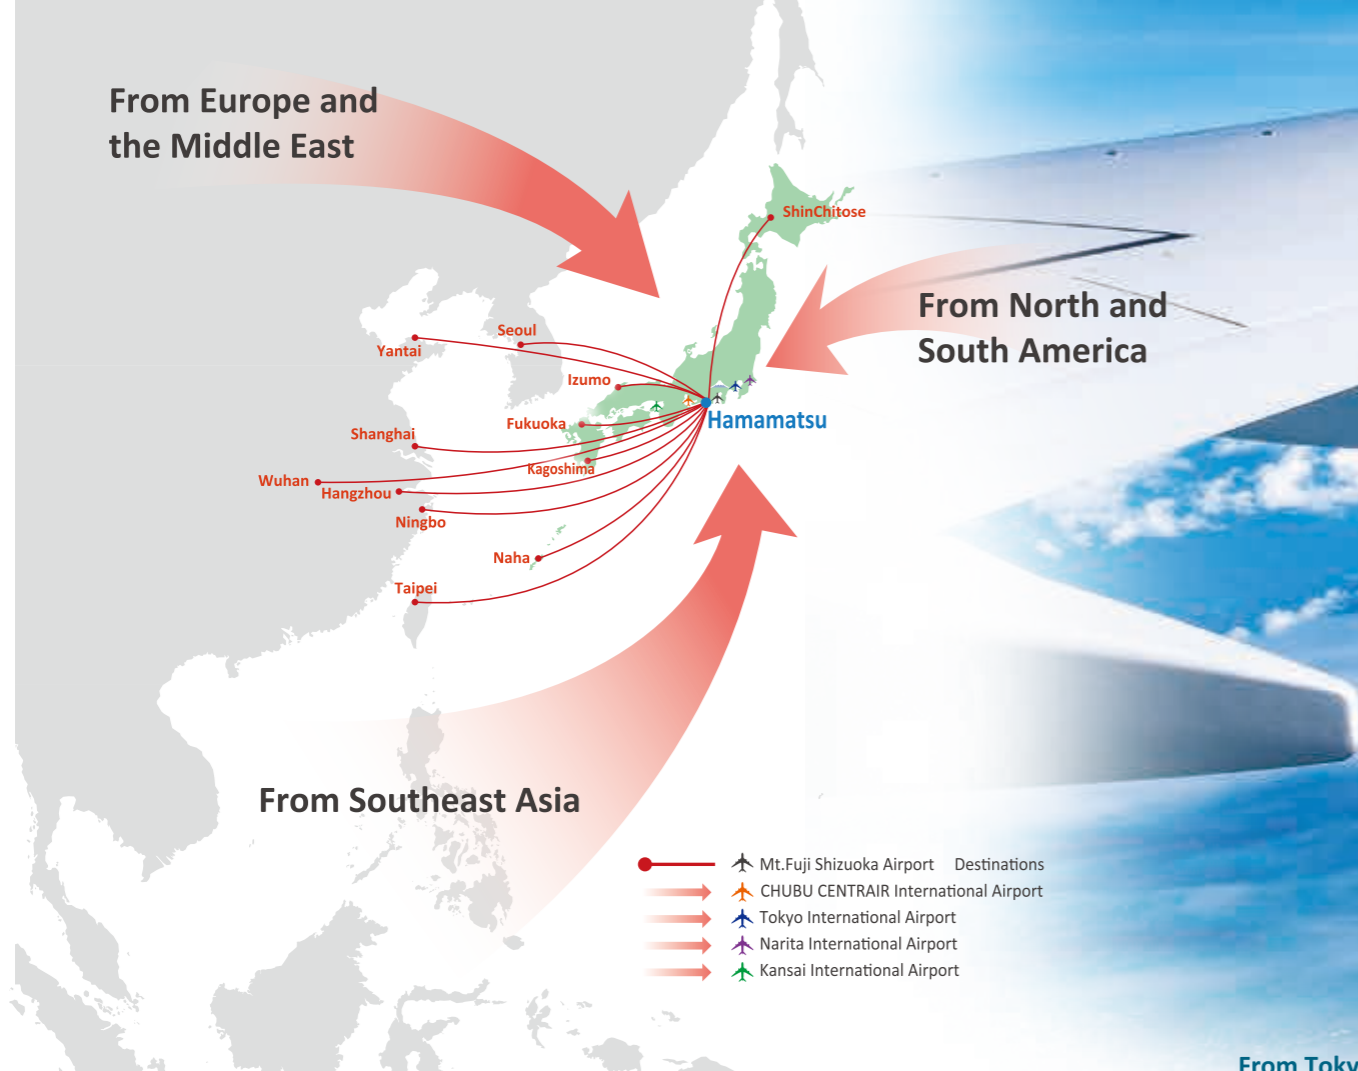 From Europe and
the Middle East
ShinChitose
From North and
South America
Seoul
Yantai
Izumo
Hamamatsu
Fukuoka
Shanghai
Kagoshima
Wuhan
Hangzhou
Ningbo
Naha
Taipei
From Southeast Asia
Mt.Fuji Shizuoka Airport Destinations
CHUBU CENTRAIR International Airport
Tokyo International Airport
Narita International Airport
Kansai International Airport
From Toky